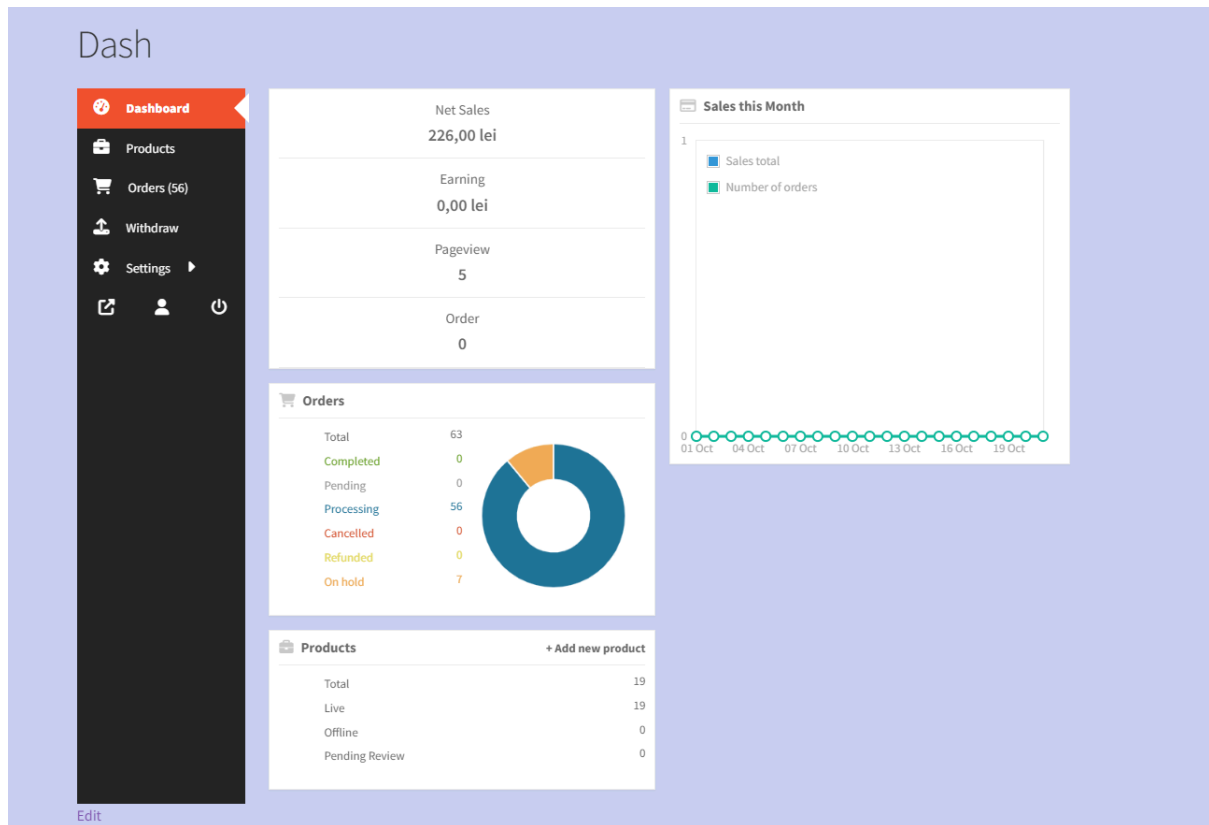 Dash
Dashboard
Products
Orders (56)
Withdraw
Settings
Net Sales
226,00 lei
Earning
0,00 lei
Pageview
5
Order
0
Orders
Total 63
Completed 0
Pending 0
Processing 56
Cancelled 0
Refunded 0
On hold 7
Products + Add new product
Total 19
Live 19
Offline 0
Pending Review 0
Sales this Month
1
Sales total
Number of orders
0
01 Oct 04 Oct 07 Oct 10 Oct 13 Oct 16 Oct 19 Oct
Edit